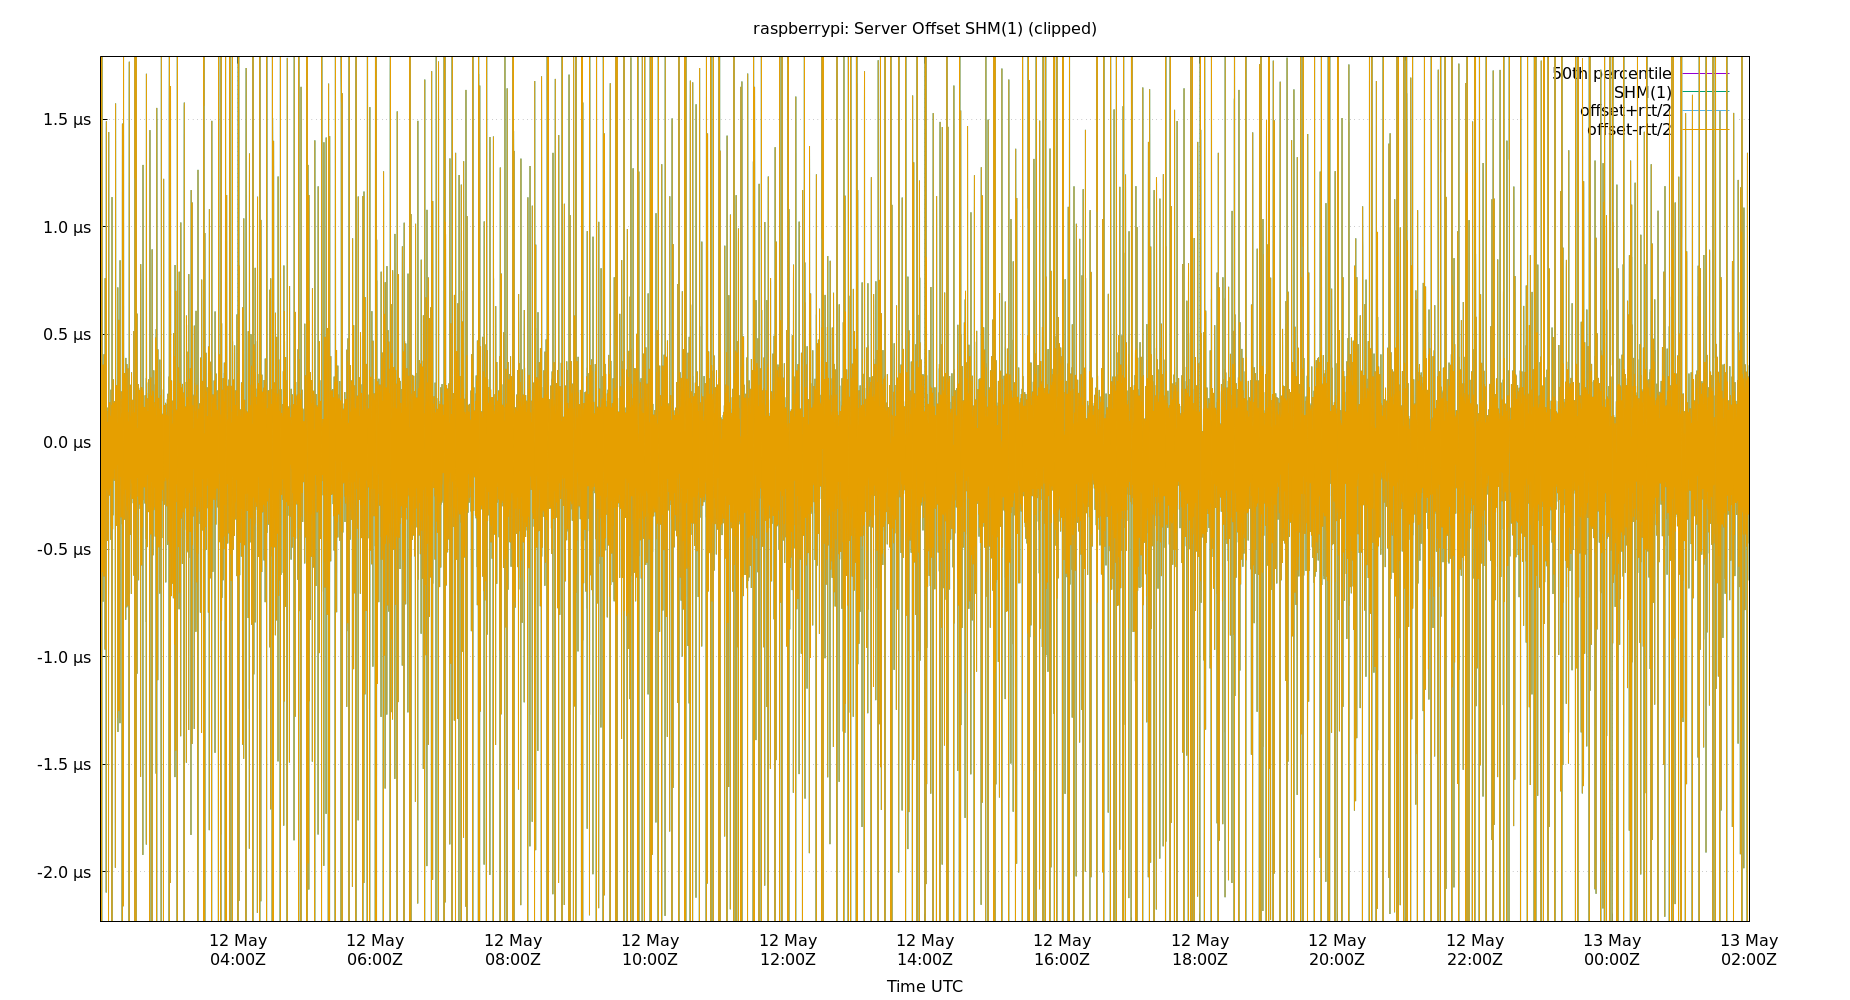 raspberrypi: Server Offset SHM(1) (clipped)
50th percentile
SHM(1)
offset+rtt/2
offset-rtt/2
1.5 µs
1.0 µs
0.5 µs
0.0 µs
-0.5 µs
-1.0 µs
-1.5 µs
-2.0 µs
12 May 12 May 12 May 12 May 12 May 12 May 12 May 12 May 12 May 12 May 13 May 13 May
04:00Z 06:00Z 08:00Z 10:00Z 12:00Z 14:00Z 16:00Z 18:00Z 20:00Z 22:00Z 00:00Z 02:00Z
Time UTC